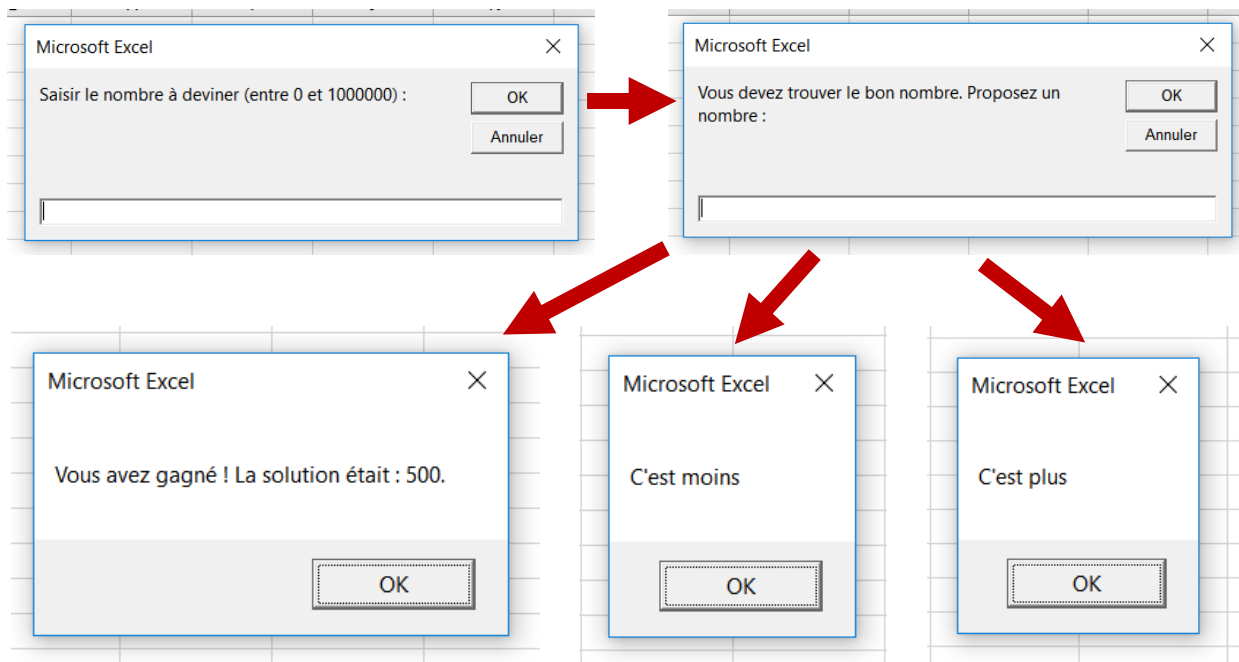 Microsoft Excel
Saisir le nombre à deviner (entre 0 et 1000000) :
OK
Annuler
Microsoft Excel
Vous devez trouver le bon nombre. Proposez un
nombre :
OK
Annuler
Microsoft Excel
Vous avez gagné ! La solution était : 500.
OK
Microsoft Excel
C'est moins
OK
Microsoft Excel
C'est plus
OK